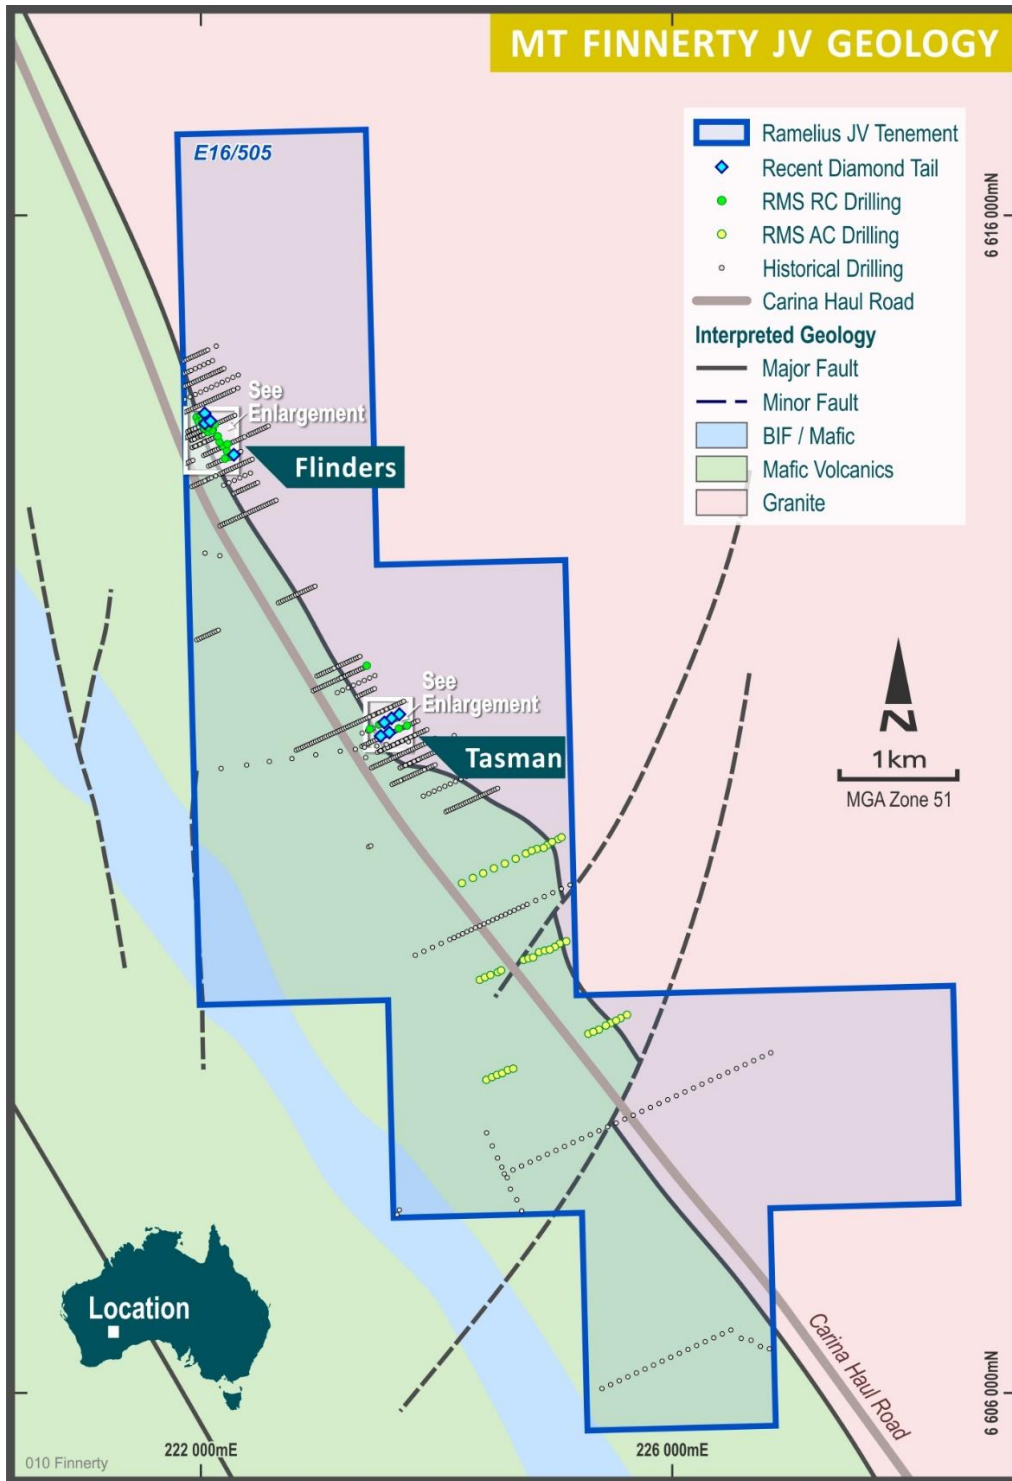 MT FINNERTY JV GEOLOGY
E16/505
Ramelius JV Tenement
Recent Diamond Tail
RMS RC Drilling
RMS AC Drilling
Historical Drilling
Carina Haul Road
Interpreted Geology
Major Fault
Minor Fault
BIF / Mafic
Mafic Volcanics
Granite
6 616 000mN
See
Enlargement
Flinders
See
Enlargement
Tasman
N
1km
MGA Zone 51
Location
Carina Haul Road
6 606 000mN
222 000mE
226 000mE
010 Finnerty